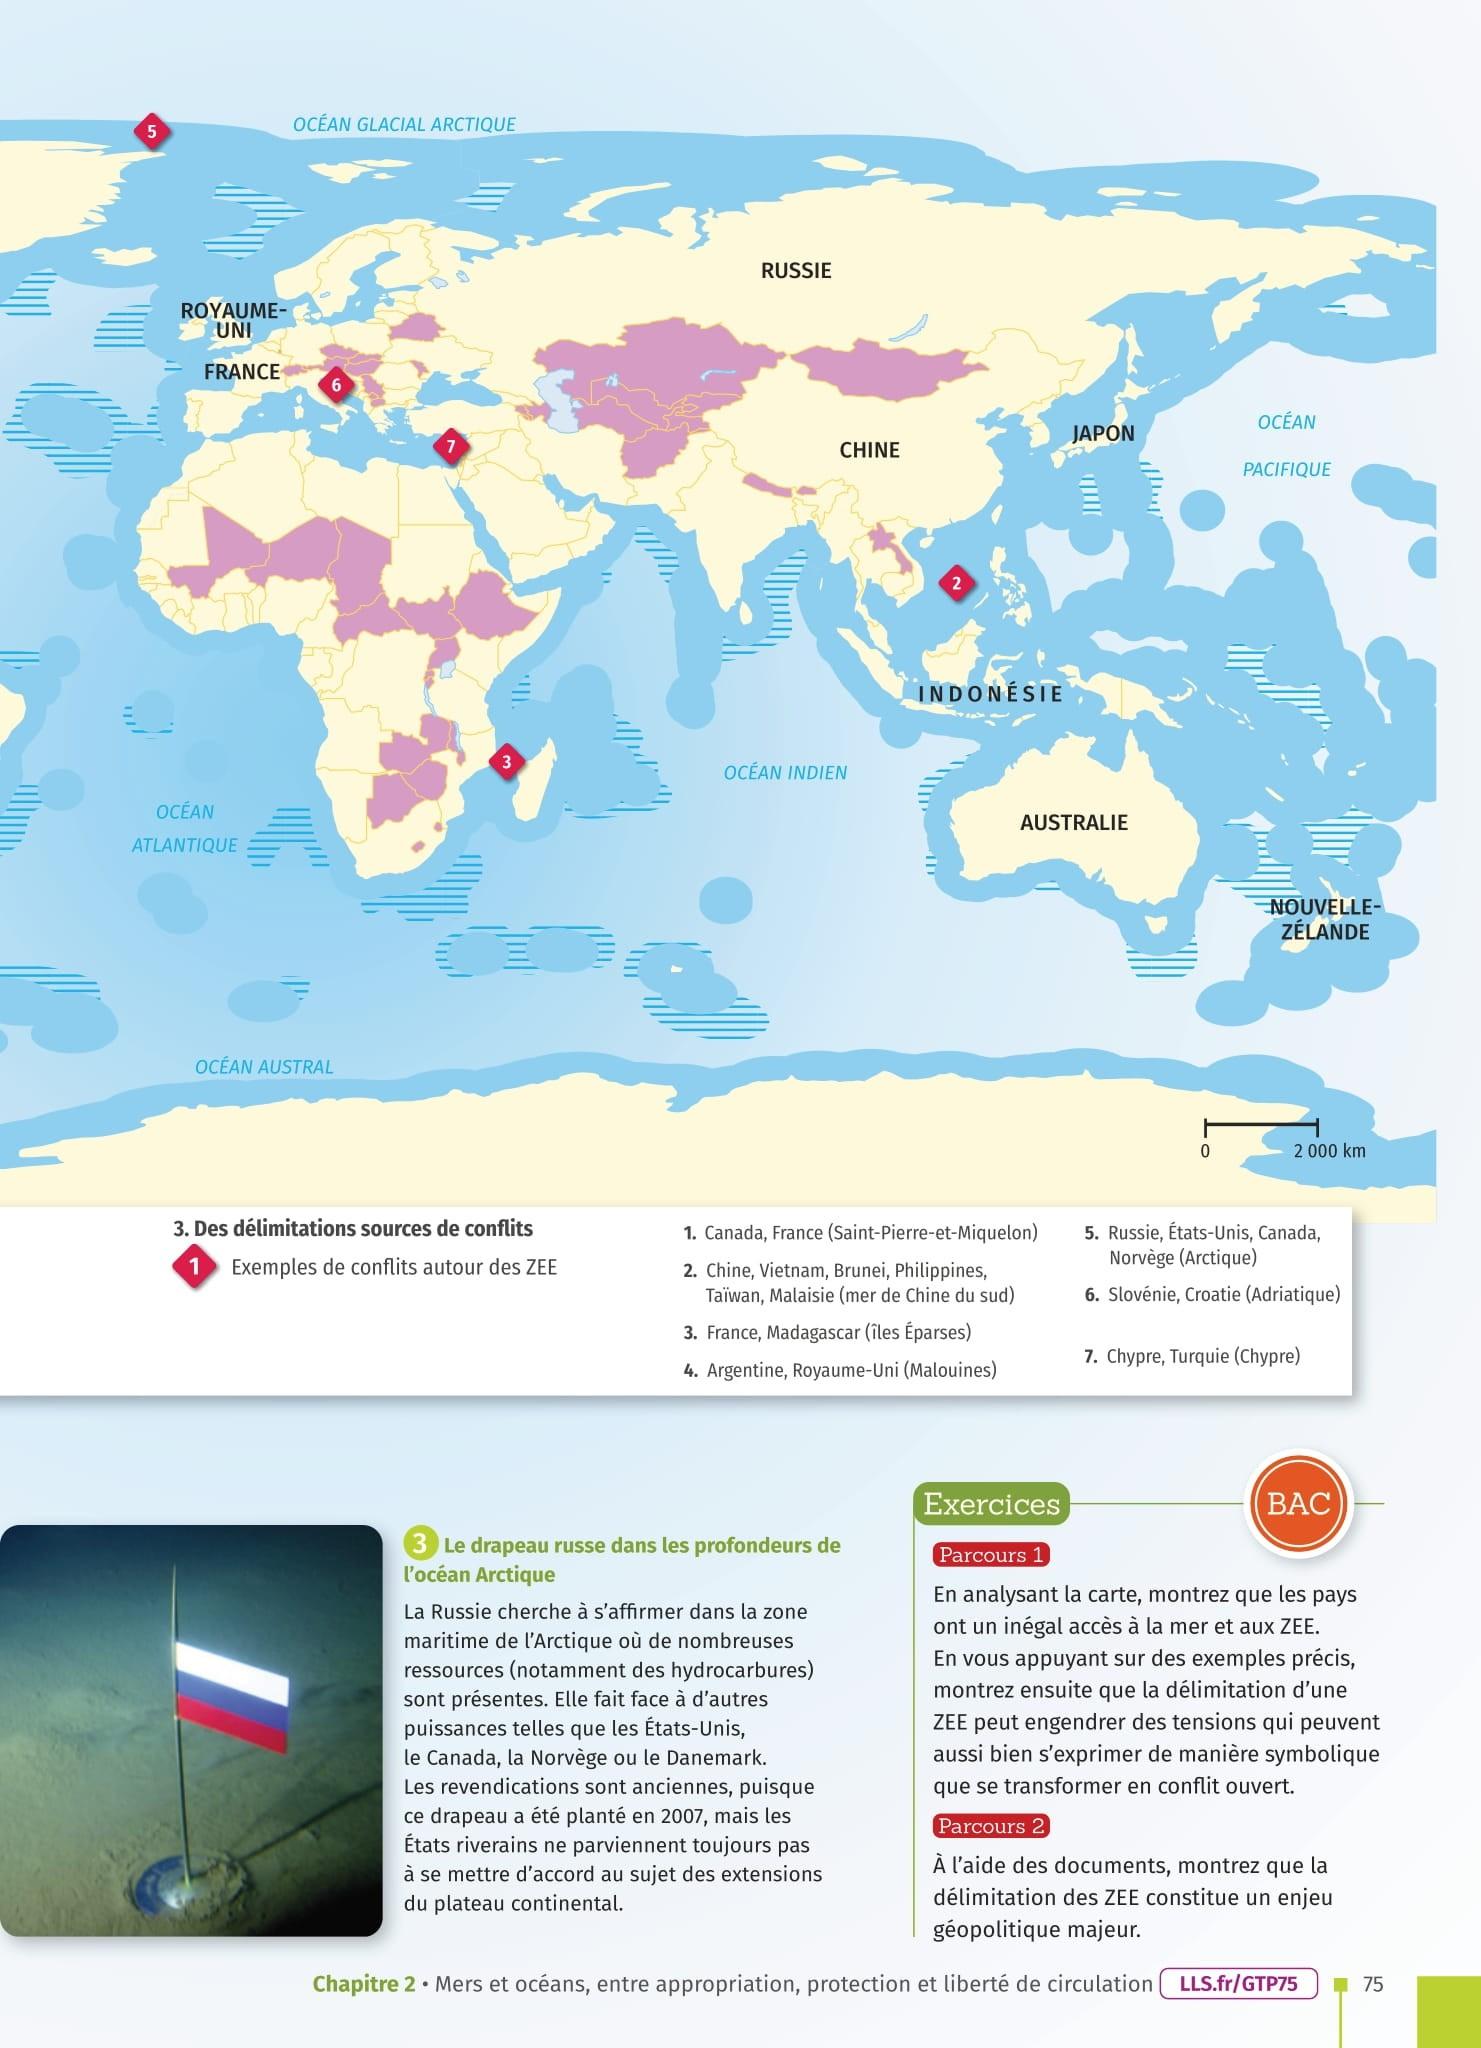 5
OCÉAN GLACIAL ARCTIQUE
RUSSIE
ROYAUME-
UNI
FRANCE
6
7
CHINE
JAPON
OCÉAN
PACIFIQUE
2
INDONÉSIE
3
OCÉAN INDIEN
OCÉAN
ATLANTIQUE
AUSTRALIE
NOUVELLE-
ZÉLANDE
OCÉAN AUSTRAL
0 2 000 km
3. Des délimitations sources de conflits
1 Exemples de conflits autour des ZEE
1. Canada, France (Saint-Pierre-et-Miquelon)
2. Chine, Vietnam, Brunei, Philippines,
Taïwan, Malaisie (mer de Chine du sud)
3. France, Madagascar (îles Éparses)
4. Argentine, Royaume-Uni (Malouines)
5. Russie, États-Unis, Canada,
Norvège (Arctique)
6. Slovénie, Croatie (Adriatique)
7. Chypre, Turquie (Chypre)
3 Le drapeau russe dans les profondeurs de
l'océan Arctique
La Russie cherche à s'affirmer dans la zone
maritime de l'Arctique où de nombreuses
ressources (notamment des hydrocarbures)
sont présentes. Elle fait face à d'autres
puissances telles que les États-Unis,
le Canada, la Norvège ou le Danemark.
Les revendications sont anciennes, puisque
ce drapeau a été planté en 2007, mais les
États riverains ne parviennent toujours pas
à se mettre d'accord au sujet des extensions
du plateau continental.
Exercices
BAC
Parcours 1
En analysant la carte, montrez que les pays
ont un inégal accès à la mer et aux ZEE.
En vous appuyant sur des exemples précis,
montrez ensuite que la délimitation d'une
ZEE peut engendrer des tensions qui peuvent
aussi bien s'exprimer de manière symbolique
que se transformer en conflit ouvert.
Parcours 2
À l'aide des documents, montrez que la
délimitation des ZEE constitue un enjeu
géopolitique majeur.
Chapitre 2 • Mers et océans, entre appropriation, protection et liberté de circulation LLS.fr/GTP75 75